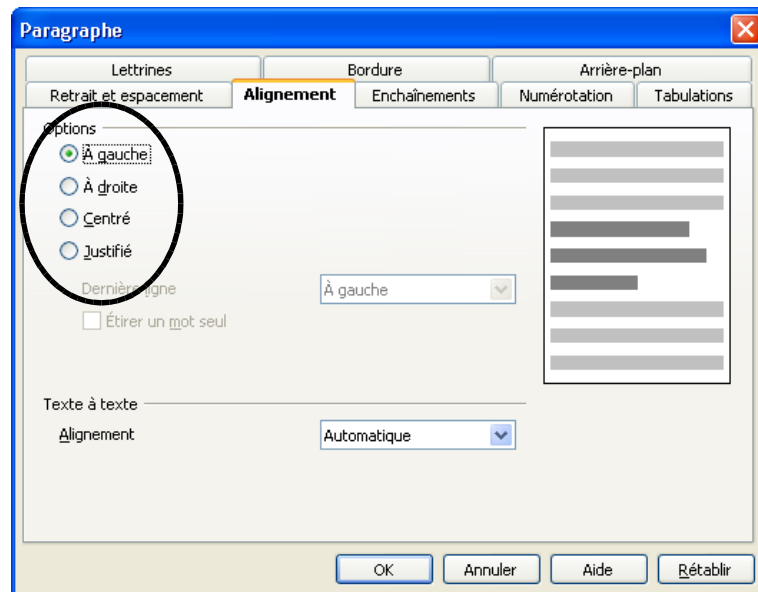 Paragraphe
Lettrines Bordure Arrière-plan
Retrait et espacement Alignement Enchaînements Numérotation Tabulations
Options
À gauche
À droite
Centré
Justifié
Dernière ligne À gauche
Étirer un mot seul
Texte à texte
Alignement Automatique
OK Annuler Aide Rétablir